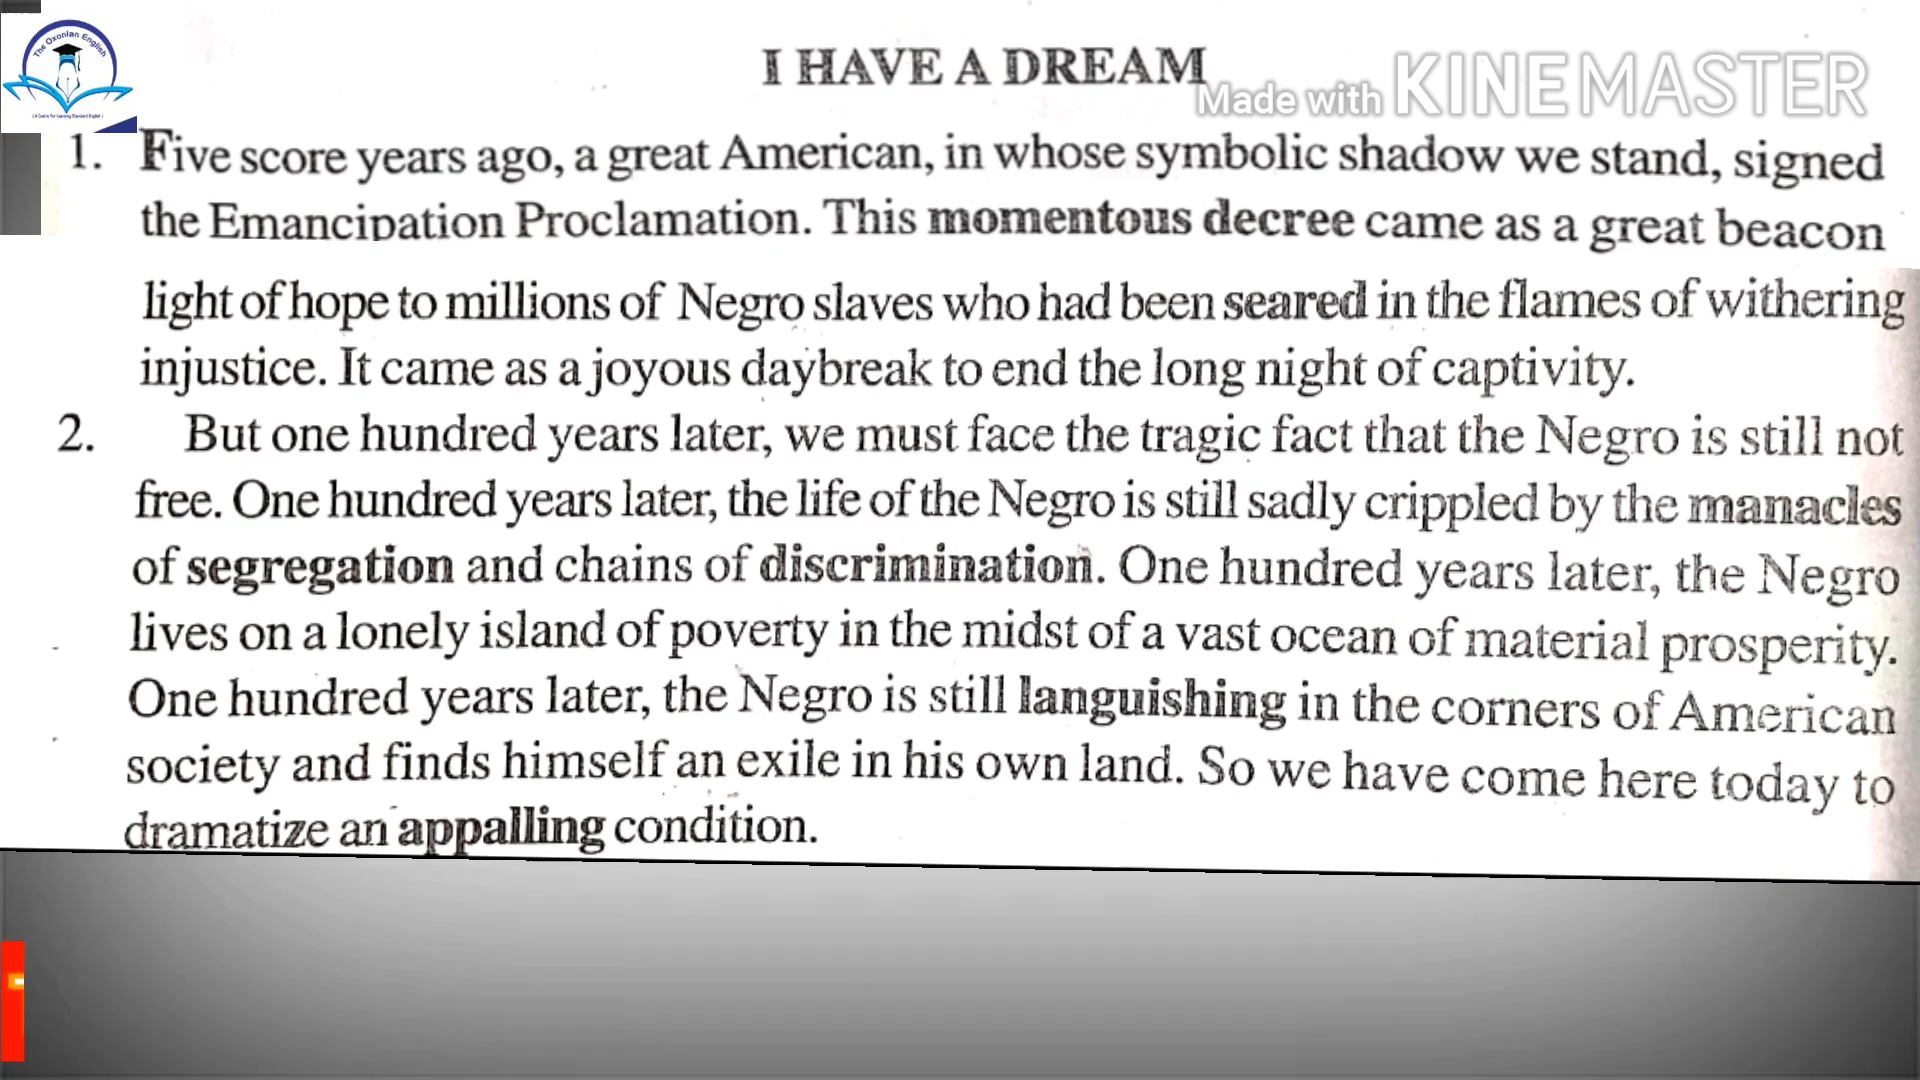 The Oxonian English
( A Centre for Learning Standard English )
I HAVE A DREAM
Made with KINEMASTER
1. Five score years ago, a great American, in whose symbolic shadow we stand, signed
the Emancipation Proclamation. This momentous decree came as a great beacon
light of hope to millions of Negro slaves who had been seared in the flames of withering
injustice. It came as a joyous daybreak to end the long night of captivity.
2. But one hundred years later, we must face the tragic fact that the Negro is still not
free. One hundred years later, the life of the Negro is still sadly crippled by the manacles
of segregation and chains of discrimination. One hundred years later, the Negro
lives on a lonely island of poverty in the midst of a vast ocean of material prosperity.
One hundred years later, the Negro is still languishing in the corners of American
society and finds himself an exile in his own land. So we have come here today to
dramatize an appalling condition.